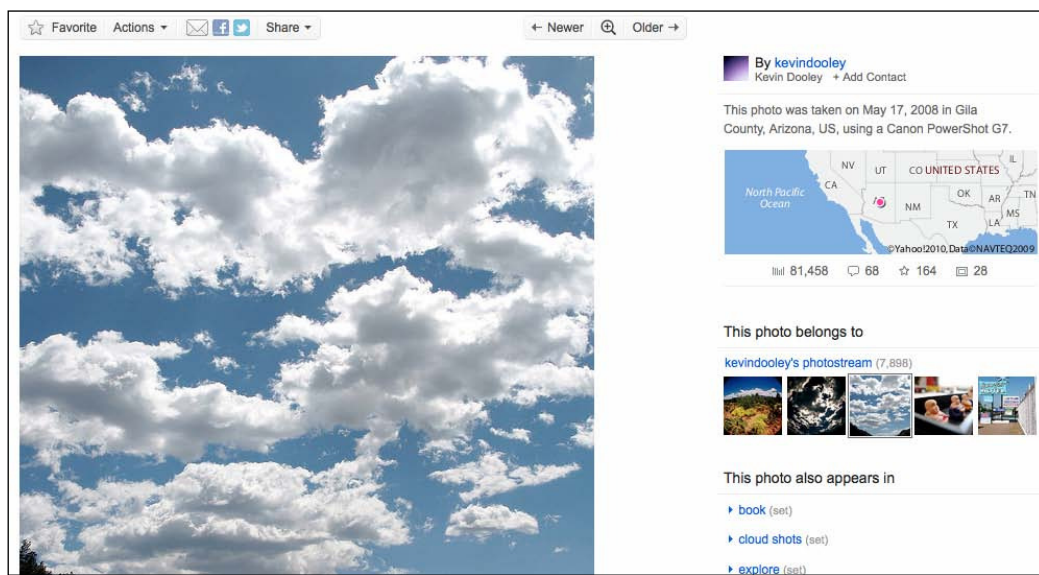 Favorite Actions Share ← Newer Older →
By kevindooley
Kevin Dooley + Add Contact
This photo was taken on May 17, 2008 in Gila
County, Arizona, US, using a Canon PowerShot G7.
NV UT CO UNITED STATES IL
CA OK AR TN
North Pacific
Ocean
NM MS
TX LA
©Yahoo!2010,Data©NAVTEQ2009
81,458 68 164 28
This photo belongs to
kevindooley's photostream (7,898)
This photo also appears in
book (set)
cloud shots (set)
explore (set)